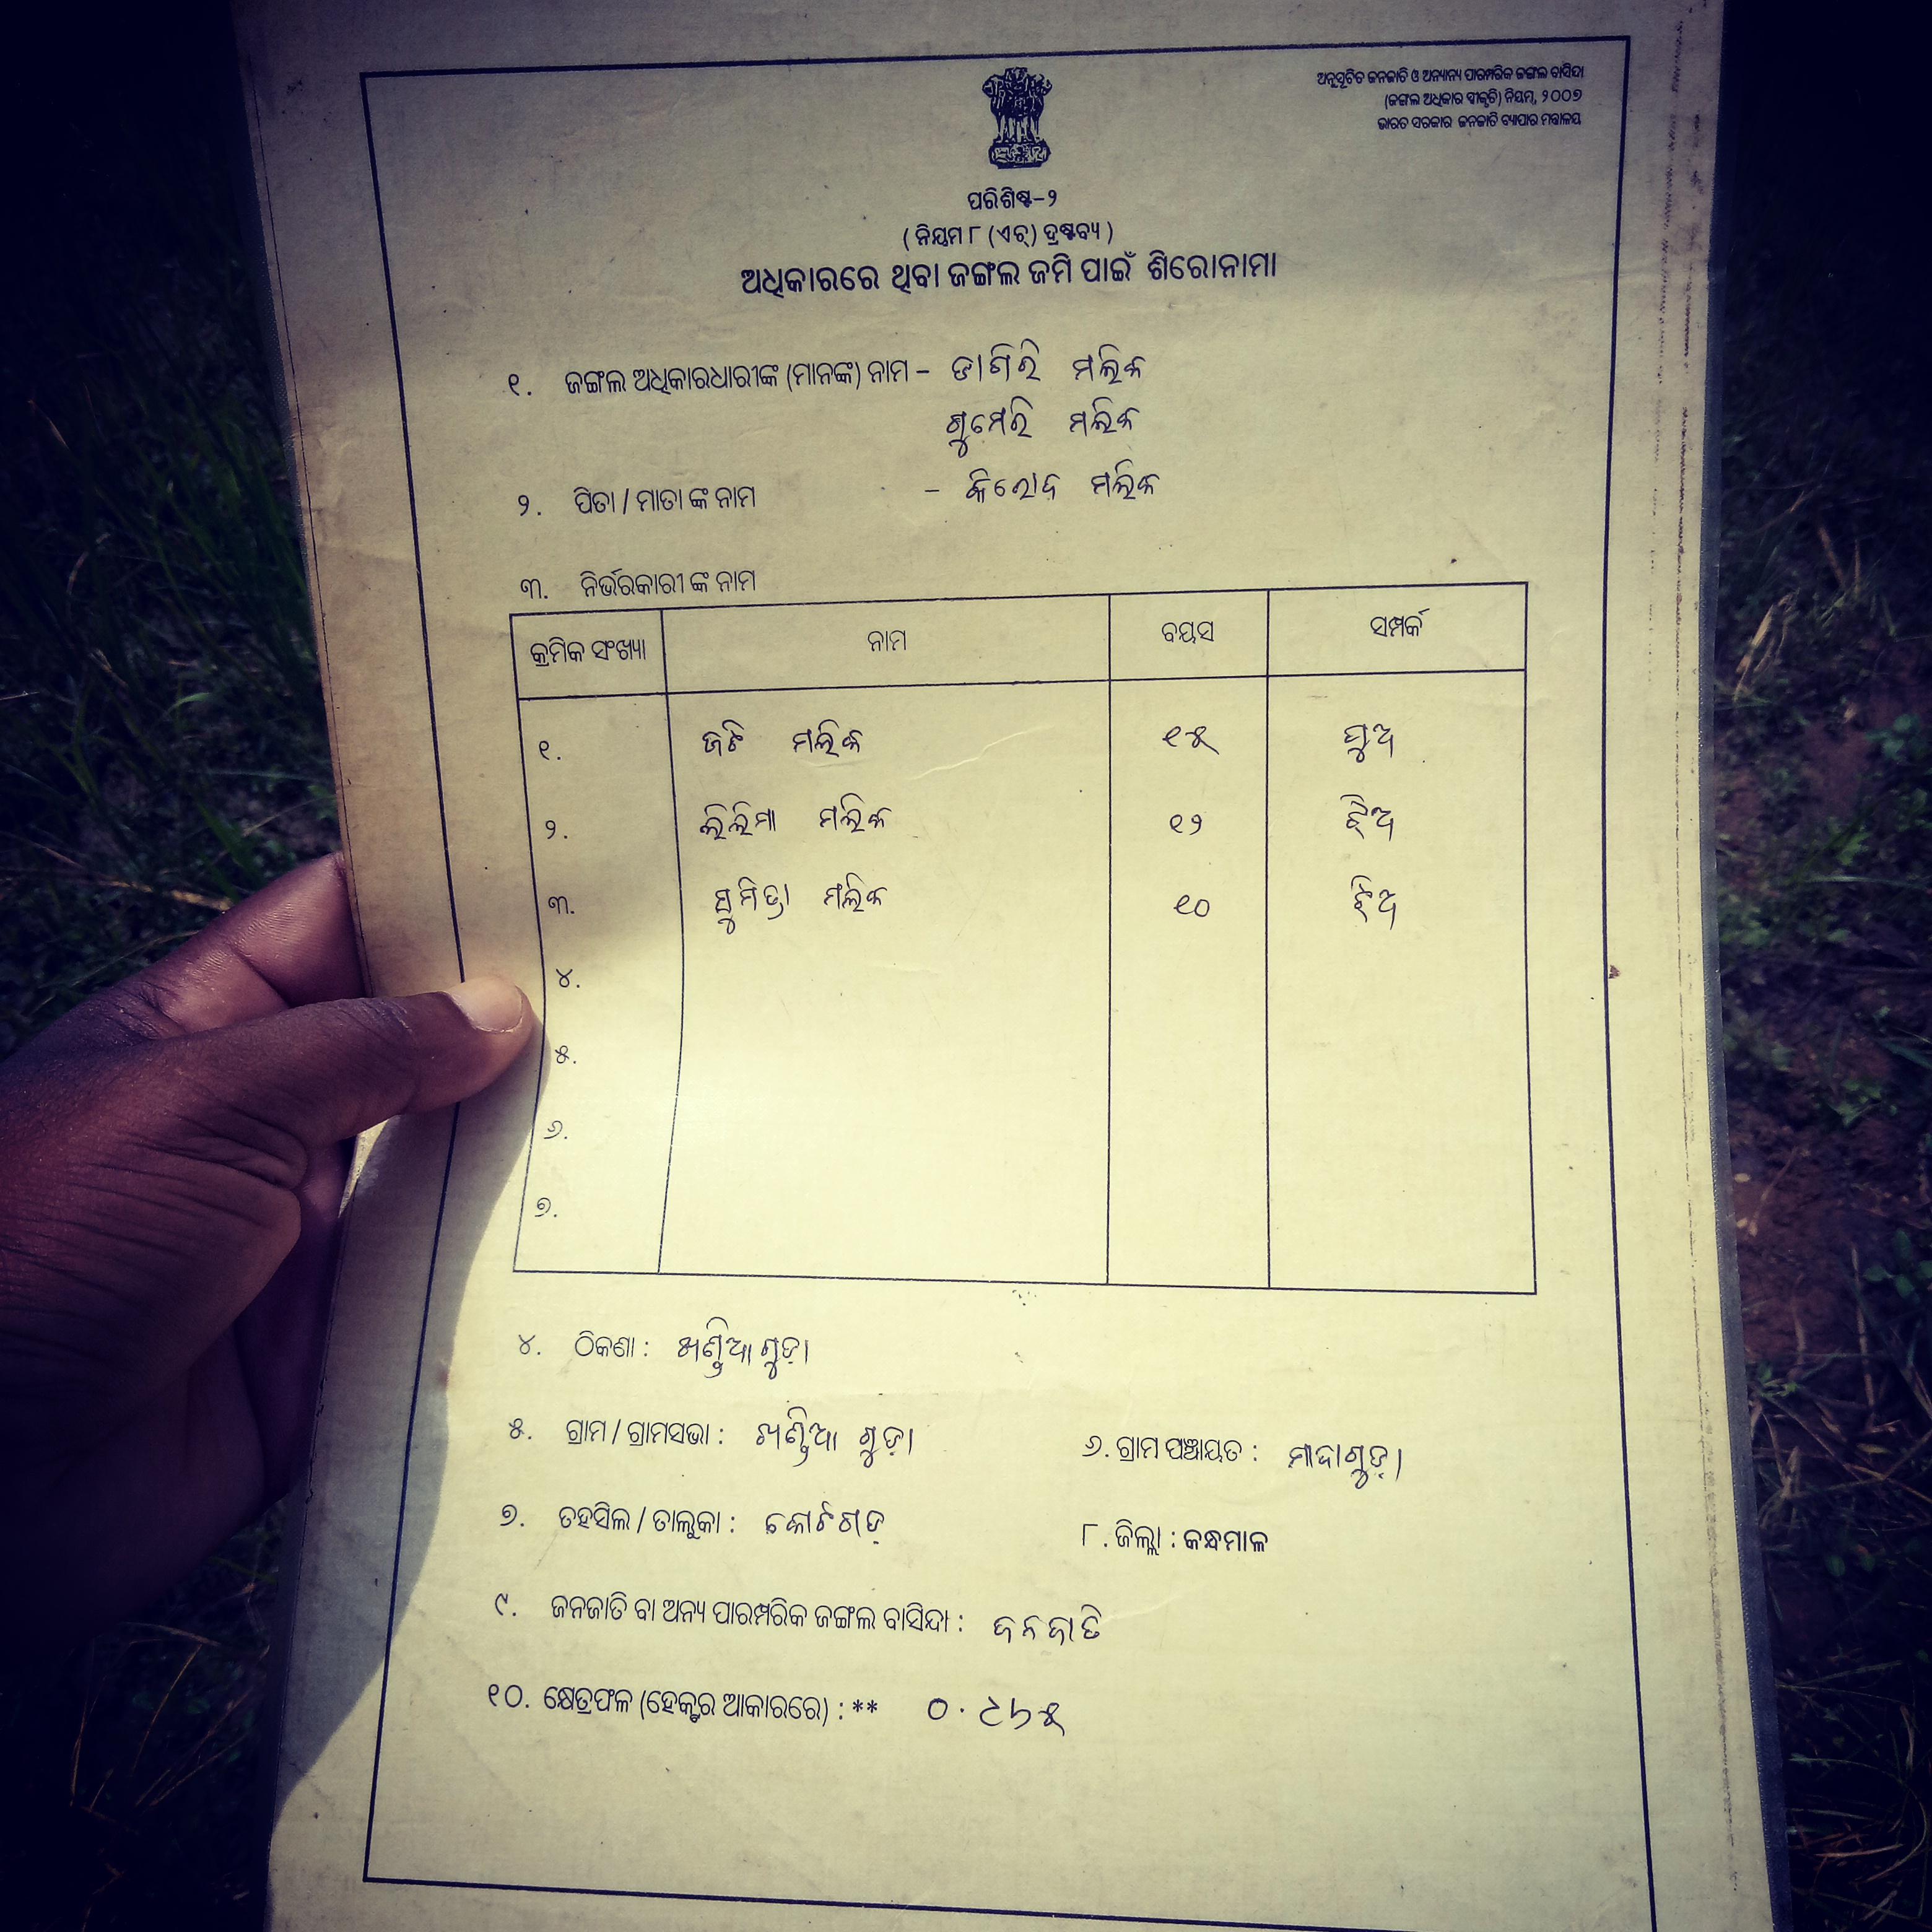 ଅନୁସୂଚିତ ଜନଜାତି ଓ ଅନ୍ୟାନ୍ୟ ପାରମ୍ପରିକ ଜଙ୍ଗଲ ବାସିନ୍ଦା
(ଜଙ୍ଗଲ ଅଧିକାର ସ୍ୱୀକୃତି) ନିୟମ, ୨୦୦୭
ଭାରତ ସରକାର ଜନଜାତି ବ୍ୟାପାର ମନ୍ତ୍ରାଳୟ
ପରିଶିଷ୍ଟ-୨
( ନିୟମ ୮ (ଏଚ୍) ଦ୍ରଷ୍ଟବ୍ୟ )
ଅଧିକାରରେ ଥିବା ଜଙ୍ଗଲ ଜମି ପାଇଁ ଶିରୋନାମା
୧. ଜଙ୍ଗଲ ଅଧିକାରଧାରୀଙ୍କ (ମାନଙ୍କ) ନାମ – ଡାଗିରି ମଲିକ
ଗୁମେରି ମଲିକ
୨. ପିତା / ମାତା ଙ୍କ ନାମ – କିରୋଦ ମଲିକ
୩. ନିର୍ଭରକାରୀ ଙ୍କ ନାମ
କ୍ରମିକ ସଂଖ୍ୟା ନାମ ବୟସ ସମ୍ପର୍କ
୧. ଜଟି ମଲିକ ୧୫ ପୁଅ
୨. ଲିଲିମା ମଲିକ ୧୨ ଝିଅ
୩. ସୁମିତ୍ରା ମଲିକ ୧୦ ଝିଅ
୪.
୫.
୬.
୭.
୪. ଠିକଣା : ଖଣ୍ଡିଆ ଗୁଡ଼ା
୫. ଗ୍ରାମ / ଗ୍ରାମସଭା : ଖଣ୍ଡିଆ ଗୁଡ଼ା ୬. ଗ୍ରାମ ପଞ୍ଚାୟତ :
୭. ତହସିଲ / ତାଲୁକା : କୋଟଗଡ଼ ୮. ଜିଲ୍ଲା : କନ୍ଧମାଳ
୯. ଜନଜାତି ବା ଅନ୍ୟ ପାରମ୍ପରିକ ଜଙ୍ଗଲ ବାସିନ୍ଦା : ଜନଜାତି
୧୦. କ୍ଷେତ୍ରଫଳ (ହେକ୍ଟର ଆକାରରେ) : **